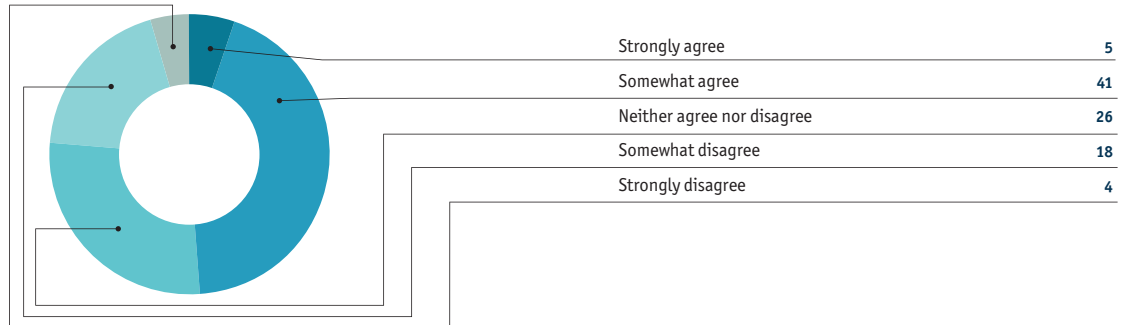 Strongly agree 5
Somewhat agree 41
Neither agree nor disagree 26
Somewhat disagree 18
Strongly disagree 4